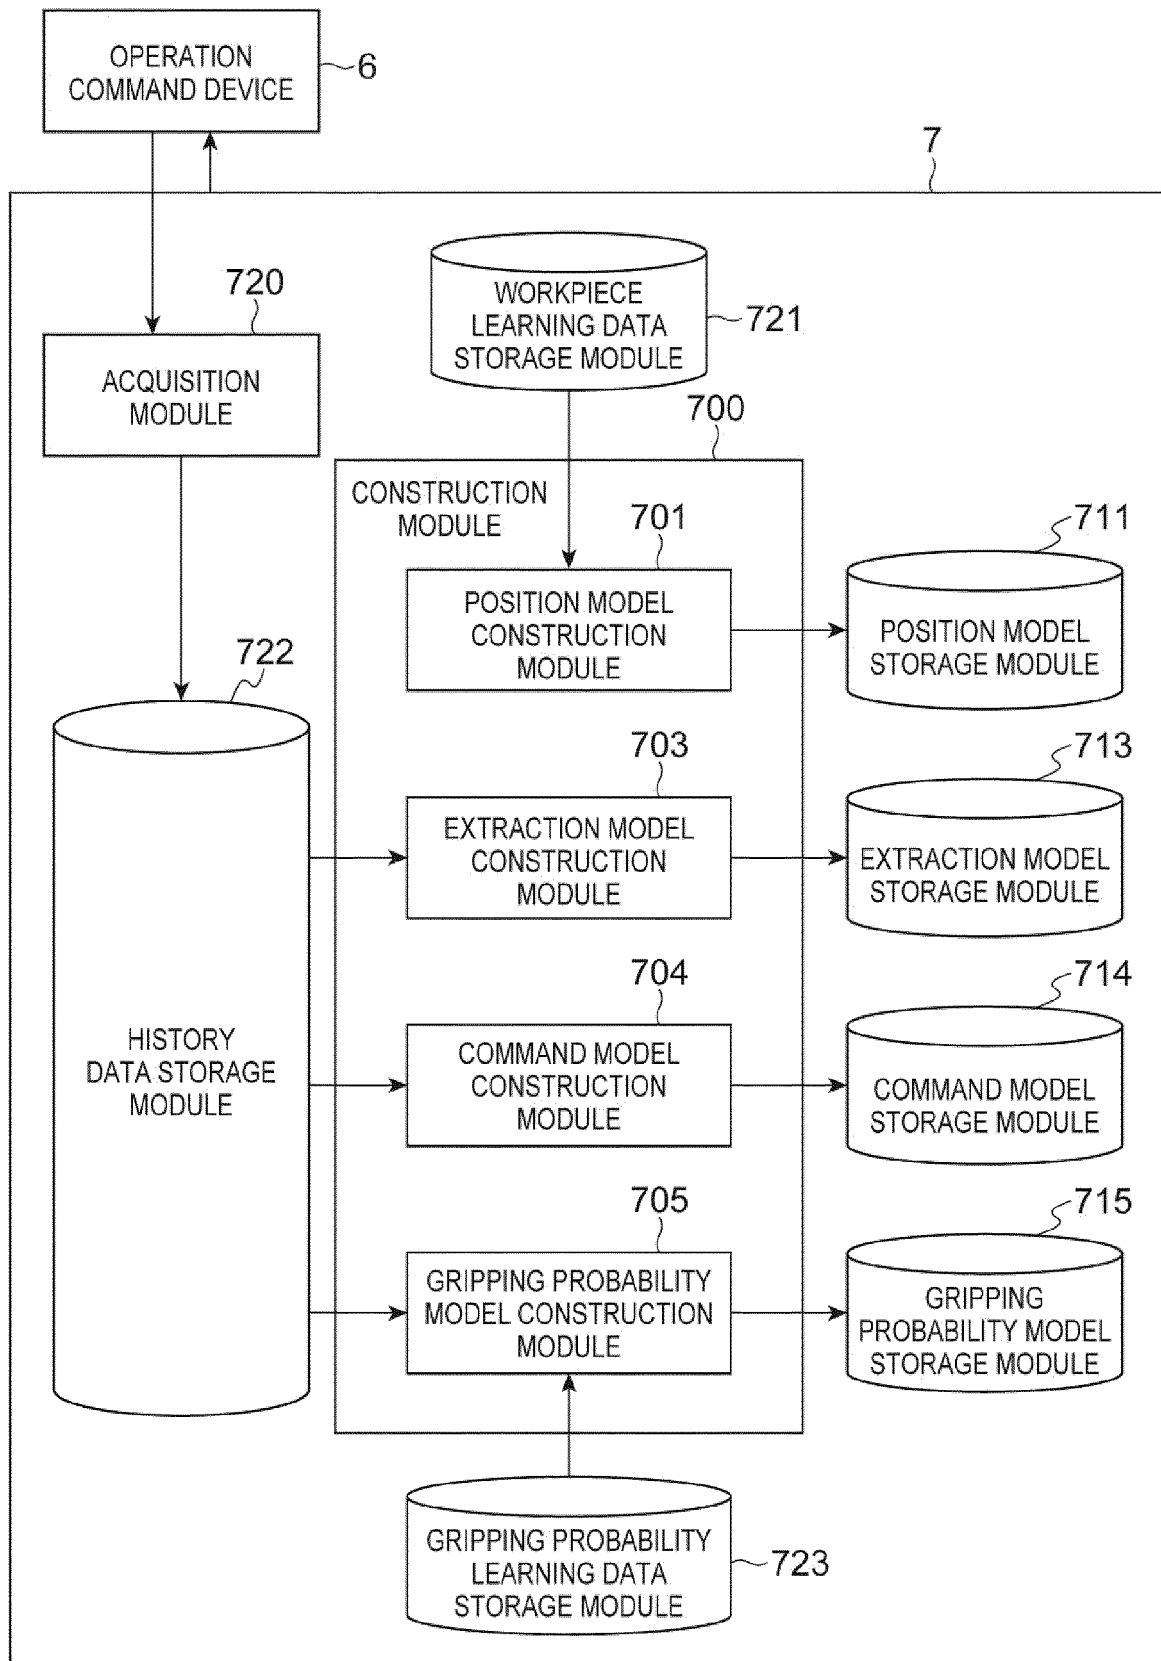 OPERATION
COMMAND DEVICE
6
7
720
ACQUISITION
MODULE
WORKPIECE
LEARNING DATA
STORAGE MODULE
721
700
CONSTRUCTION
MODULE
701
POSITION MODEL
CONSTRUCTION
MODULE
711
POSITION MODEL
STORAGE MODULE
722
HISTORY
DATA STORAGE
MODULE
703
EXTRACTION MODEL
CONSTRUCTION
MODULE
713
EXTRACTION MODEL
STORAGE MODULE
704
COMMAND MODEL
CONSTRUCTION
MODULE
714
COMMAND MODEL
STORAGE MODULE
705
GRIPPING PROBABILITY
MODEL CONSTRUCTION
MODULE
715
GRIPPING
PROBABILITY MODEL
STORAGE MODULE
GRIPPING PROBABILITY
LEARNING DATA
STORAGE MODULE
723